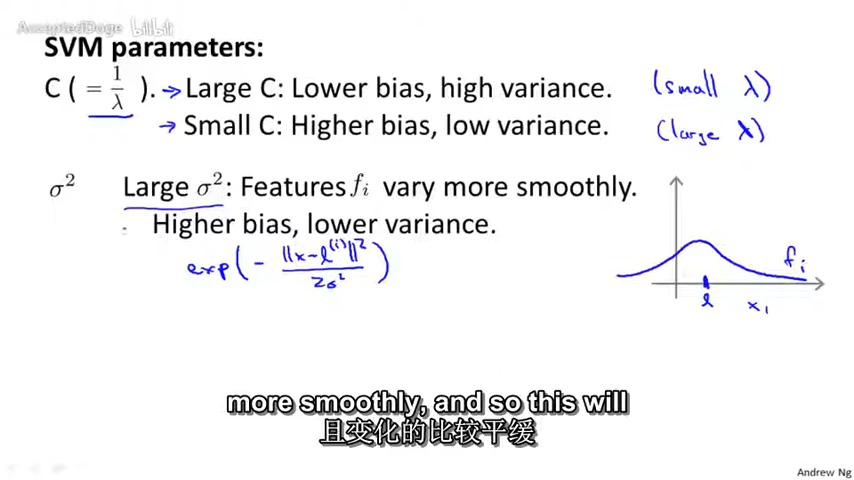 AcceptedDoge bilibili
SVM parameters:
C ( = 1/λ ). → Large C: Lower bias, high variance. (small λ)
→ Small C: Higher bias, low variance. (large λ)
σ² Large σ²: Features fᵢ vary more smoothly.
Higher bias, lower variance.
exp(- ||x-l⁽ⁱ⁾||² / 2σ²)
fᵢ
l
x₁
more smoothly, and so this will
且变化的比较平缓
Andrew Ng